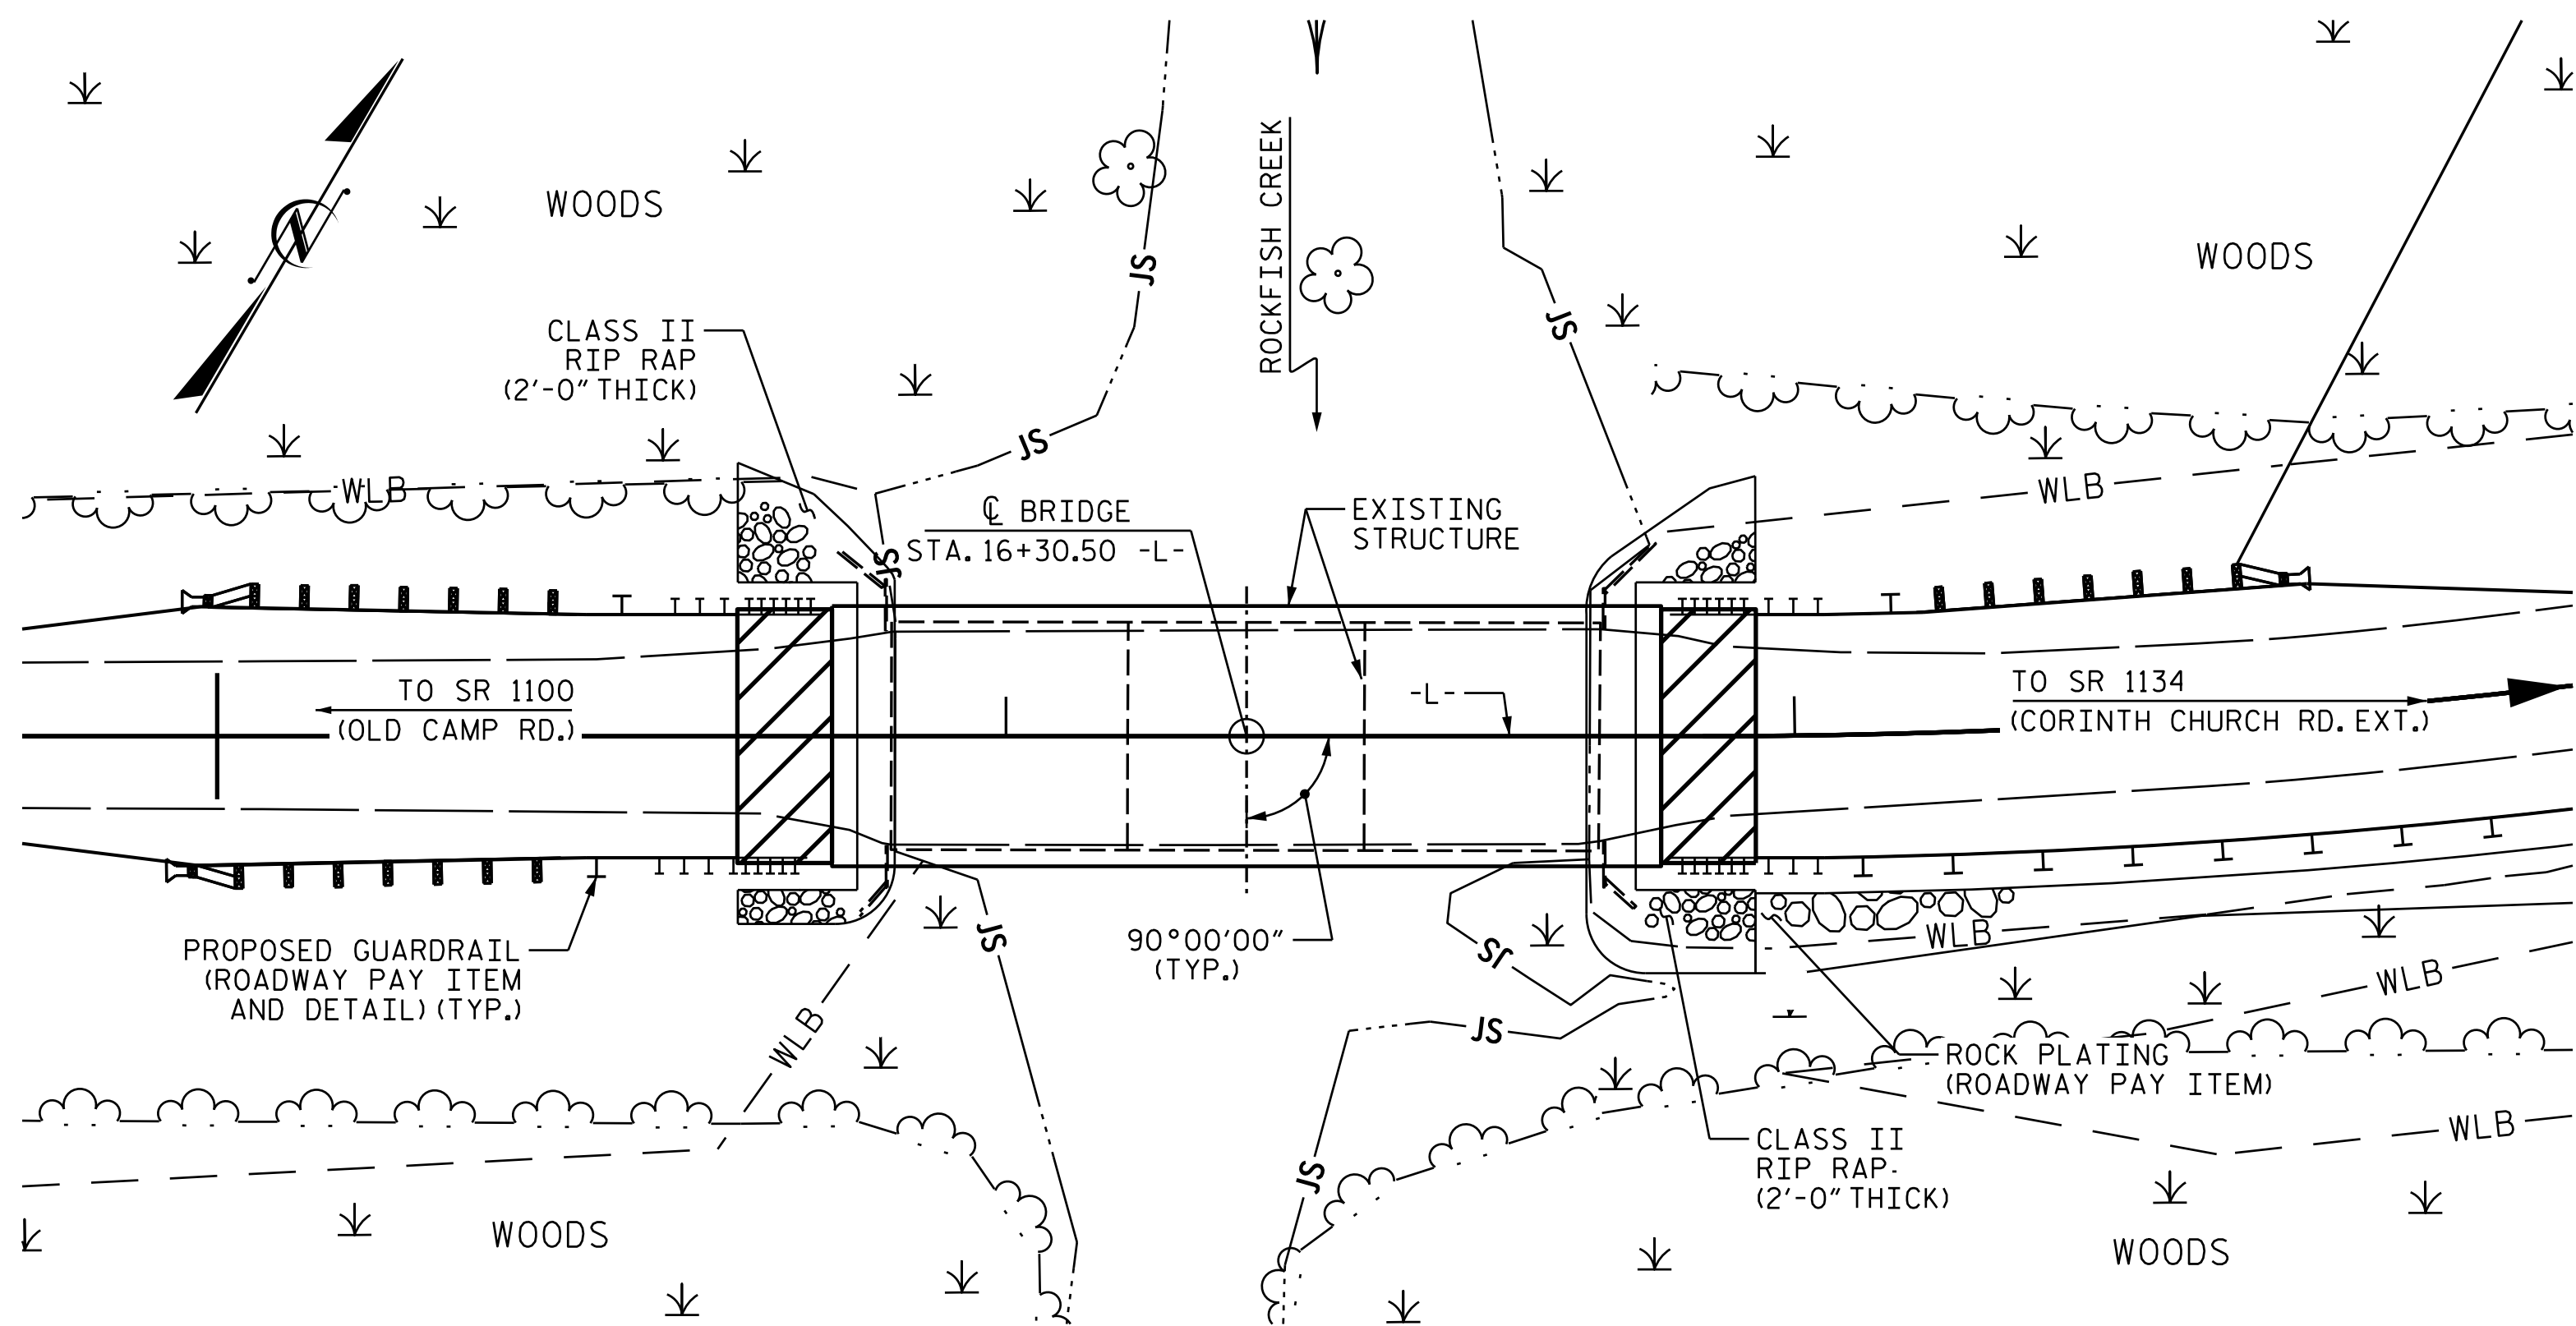 N
WOODS
WOODS
ROCKFISH CREEK
JS
JS
CLASS II
RIP RAP
(2'-0" THICK)
JS
WLB
WLB
℄ BRIDGE
STA. 16+30.50 -L-
EXISTING
STRUCTURE
JS
TO SR 1100
(OLD CAMP RD.)
-L-
TO SR 1134
(CORINTH CHURCH RD. EXT.)
PROPOSED GUARDRAIL
(ROADWAY PAY ITEM
AND DETAIL) (TYP.)
JS
90°00'00"
(TYP.)
JS
WLB
WLB
WLB
JS
ROCK PLATING
(ROADWAY PAY ITEM)
CLASS II
RIP RAP
(2'-0" THICK)
WLB
JS
WOODS
WOODS